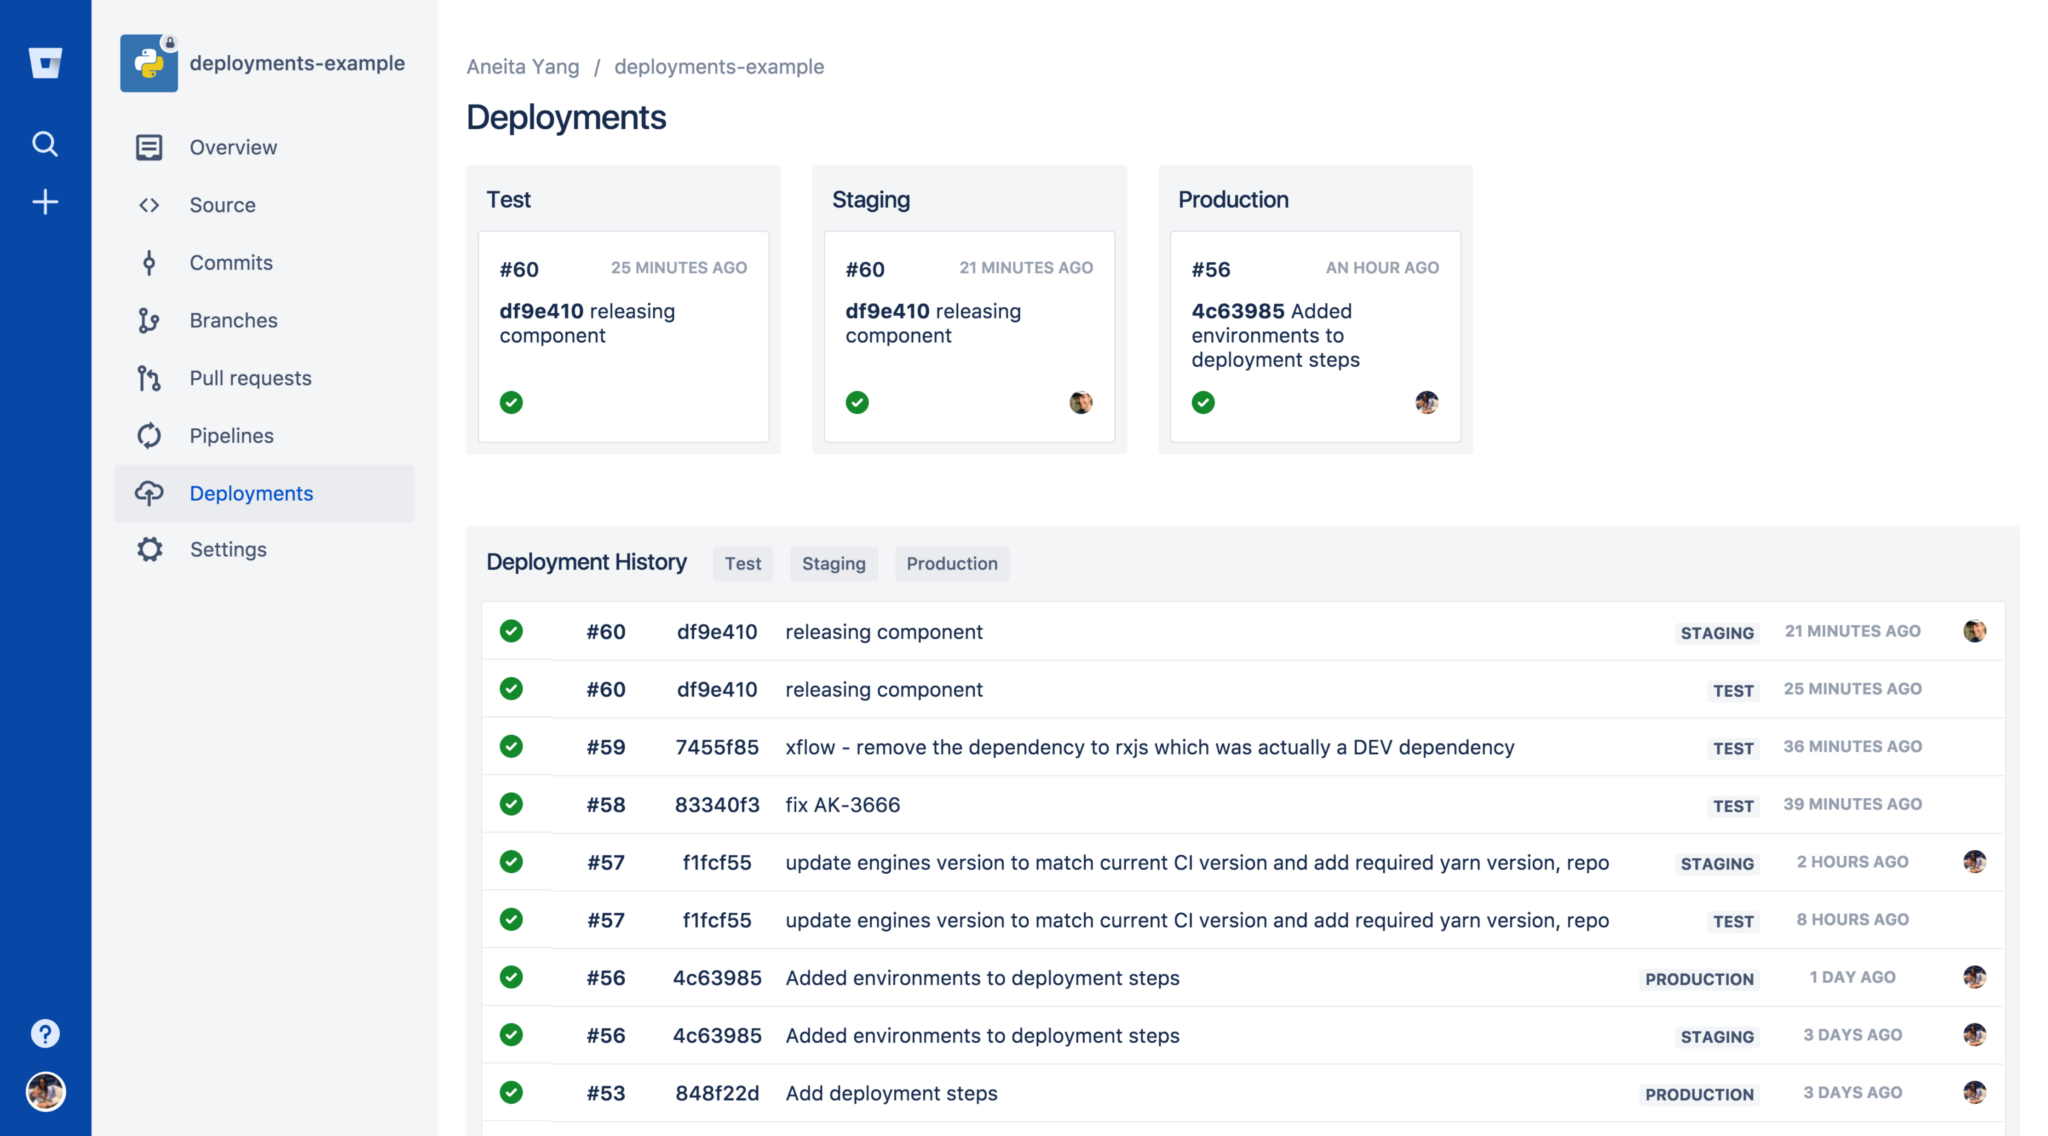 deployments-example
Overview
Source
Commits
Branches
Pull requests
Pipelines
Deployments
Settings
?
Aneita Yang / deployments-example
Deployments
Test
#60 25 MINUTES AGO
df9e410 releasing
component
Staging
#60 21 MINUTES AGO
df9e410 releasing
component
Production
#56 AN HOUR AGO
4c63985 Added
environments to
deployment steps
Deployment History Test Staging Production
#60 df9e410 releasing component STAGING 21 MINUTES AGO
#60 df9e410 releasing component TEST 25 MINUTES AGO
#59 7455f85 xflow - remove the dependency to rxjs which was actually a DEV dependency TEST 36 MINUTES AGO
#58 83340f3 fix AK-3666 TEST 39 MINUTES AGO
#57 f1fcf55 update engines version to match current CI version and add required yarn version, repo STAGING 2 HOURS AGO
#57 f1fcf55 update engines version to match current CI version and add required yarn version, repo TEST 8 HOURS AGO
#56 4c63985 Added environments to deployment steps PRODUCTION 1 DAY AGO
#56 4c63985 Added environments to deployment steps STAGING 3 DAYS AGO
#53 848f22d Add deployment steps PRODUCTION 3 DAYS AGO